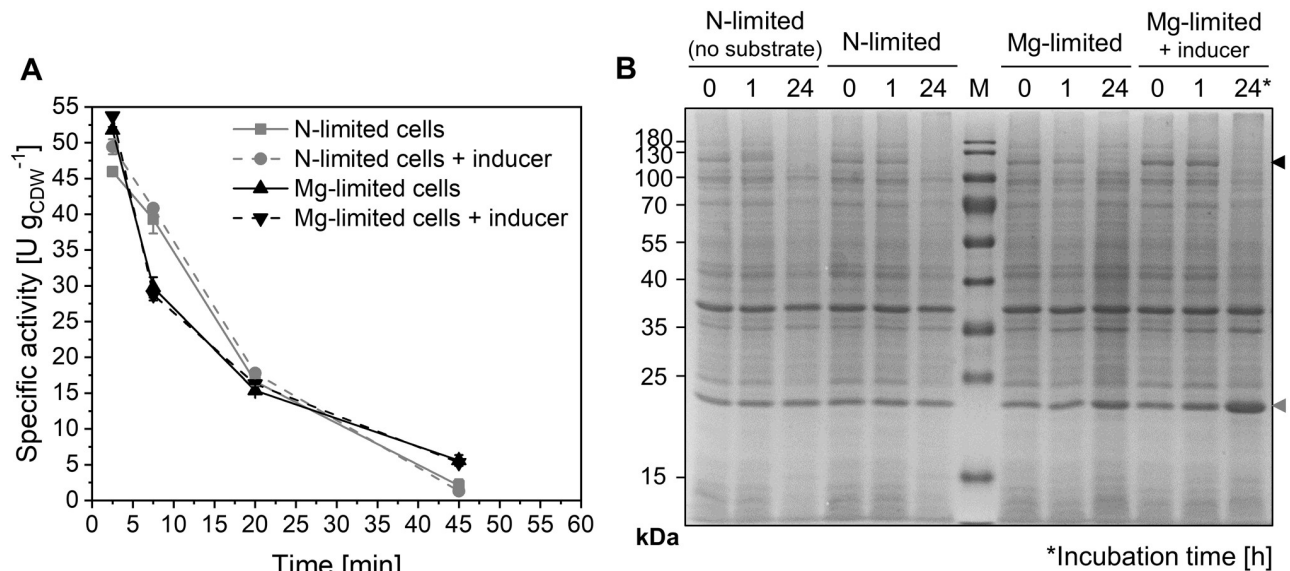 A
Specific activity [U gCDW-1]
55
50
45
40
35
30
25
20
15
10
5
0
N-limited cells
N-limited cells + inducer
Mg-limited cells
Mg-limited cells + inducer
0 5 10 15 20 25 30 35 40 45 50 55 60
Time [min]
B
N-limited
(no substrate)
N-limited
Mg-limited
Mg-limited
+ inducer
0 1 24 0 1 24 M 0 1 24 0 1 24*
180
130
100
70
55
40
35
25
15
kDa
*Incubation time [h]